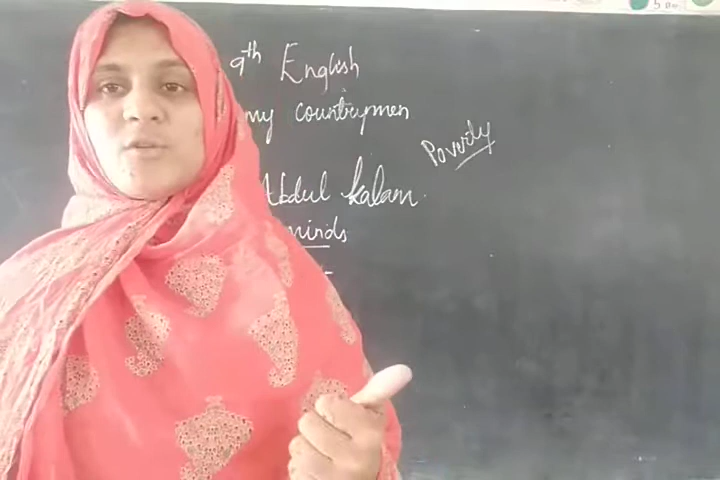 9th English
my countrymen
Poverty
Abdul Kalam.
minds